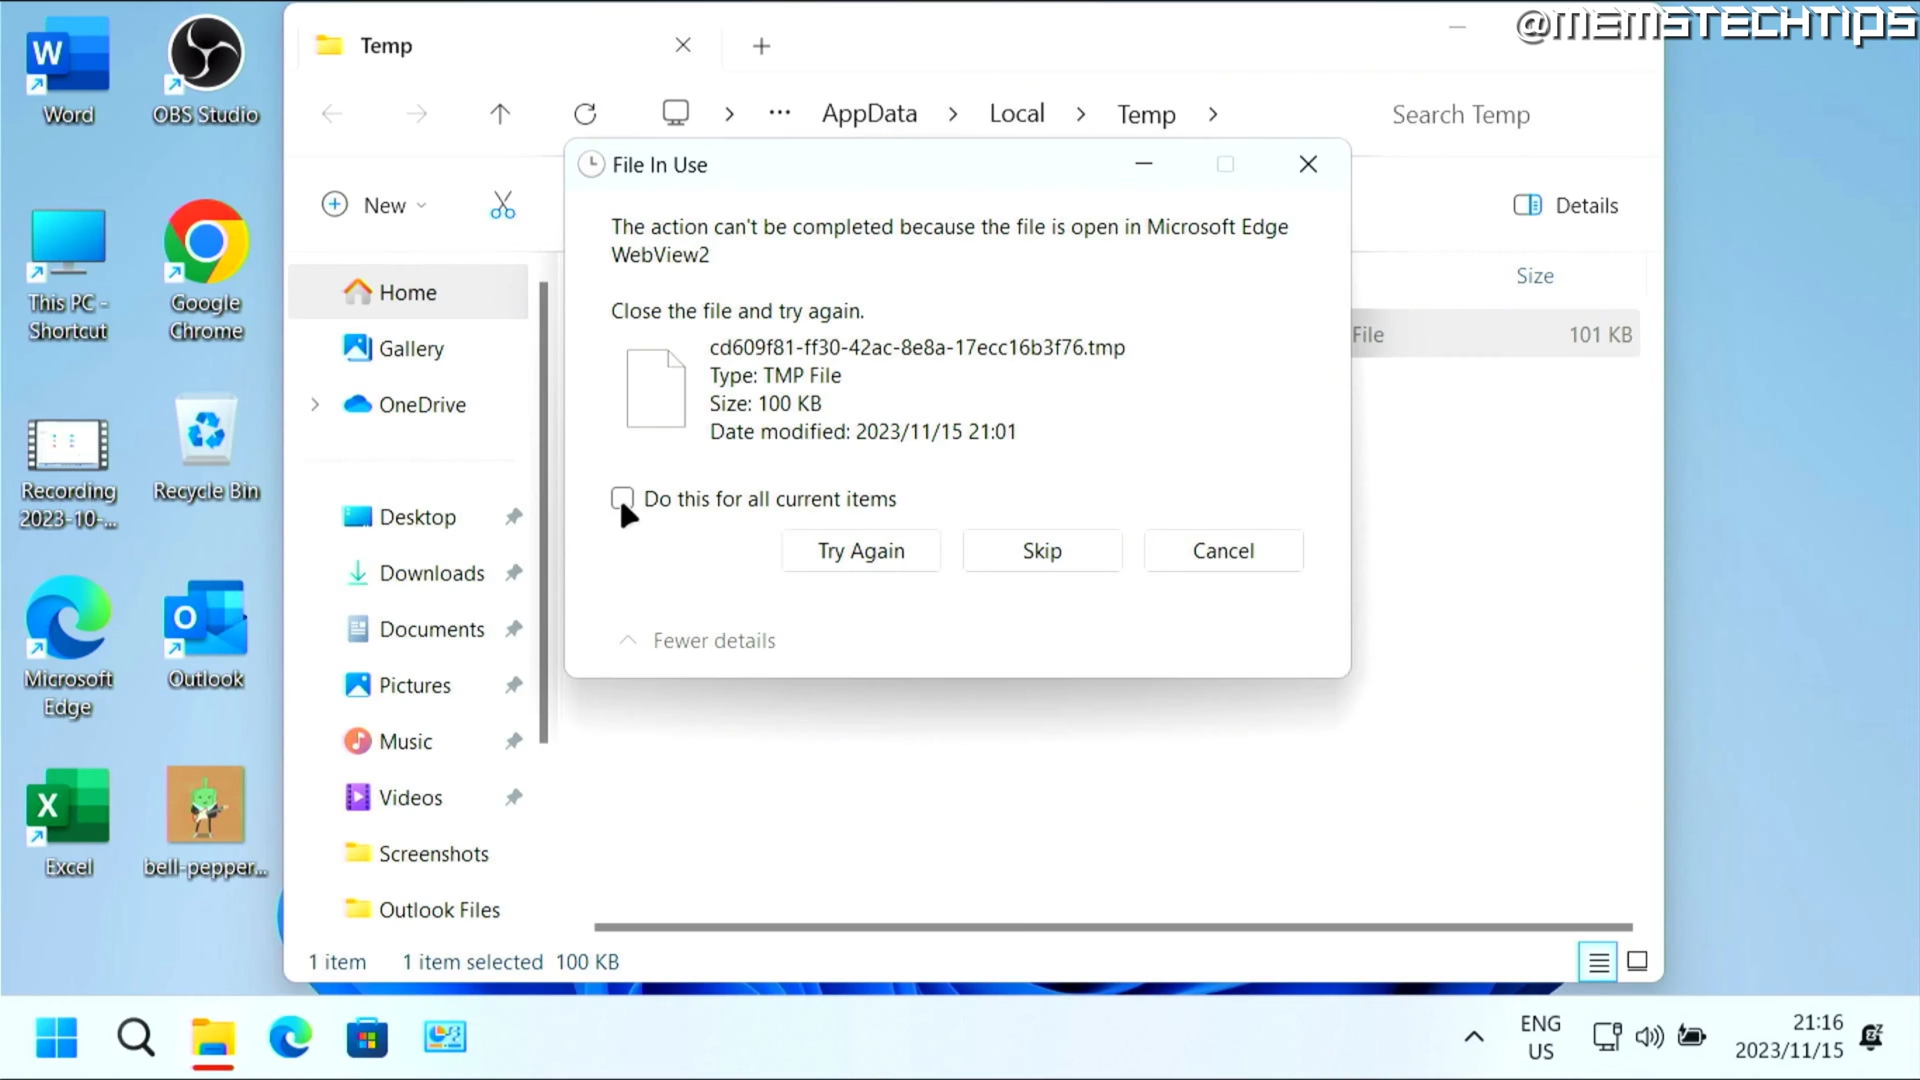 @MEMSTECHTIPS
Temp
AppData
Local
Temp
Search Temp
New
Details
Size
File
101 KB
File In Use
The action can't be completed because the file is open in Microsoft Edge
WebView2
Close the file and try again.
cd609f81-ff30-42ac-8e8a-17ecc16b3f76.tmp
Type: TMP File
Size: 100 KB
Date modified: 2023/11/15 21:01
Do this for all current items
Try Again
Skip
Cancel
Fewer details
Home
Gallery
OneDrive
Desktop
Downloads
Documents
Pictures
Music
Videos
Screenshots
Outlook Files
1 item
1 item selected 100 KB
Word
OBS Studio
This PC -
Shortcut
Google
Chrome
Recording
2023-10-...
Recycle Bin
Microsoft
Edge
Outlook
Excel
bell-pepper...
ENG
US
21:16
2023/11/15